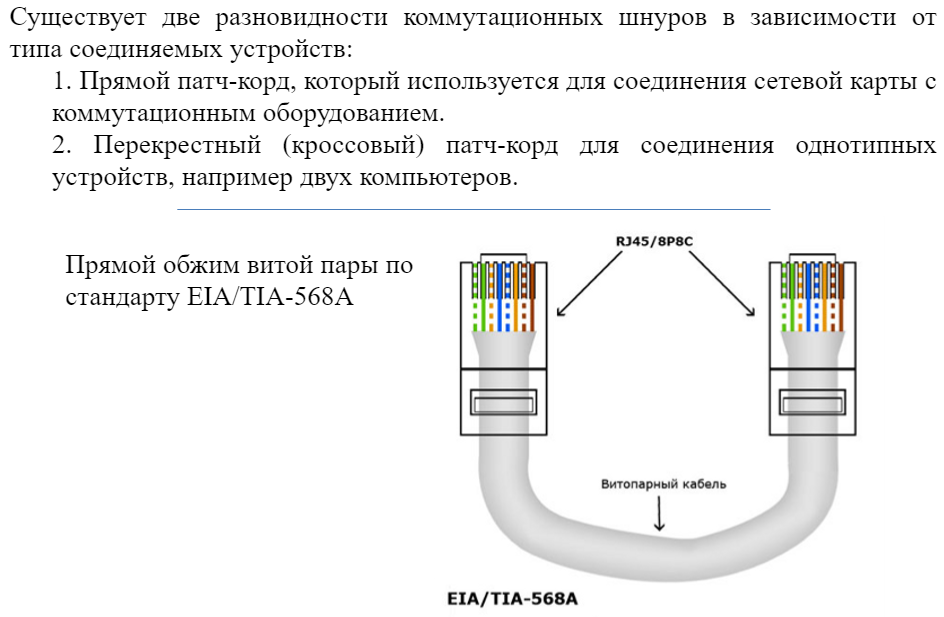 Существует две разновидности коммутационных шнуров в зависимости от
типа соединяемых устройств:
1. Прямой патч-корд, который используется для соединения сетевой карты с
коммутационным оборудованием.
2. Перекрестный (кроссовый) патч-корд для соединения однотипных
устройств, например двух компьютеров.
RJ45/8P8C
Прямой обжим витой пары по
стандарту EIA/TIA-568A
Витопарный кабель
EIA/TIA-568A